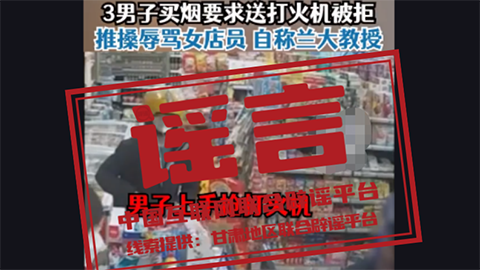 3男子买烟要求送打火机被拒
推搡辱骂女店员 自称兰大教授
谣言
男子上手抢打火机
中国互联网联合辟谣平台
线索提供：甘肃地区联合辟谣平台